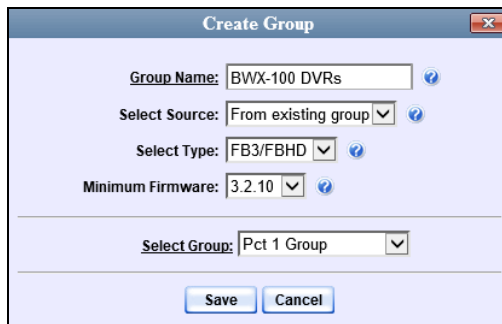 Create Group
Group Name: BWX-100 DVRs
Select Source: From existing group
Select Type: FB3/FBHD
Minimum Firmware: 3.2.10
Select Group: Pct 1 Group
Save Cancel